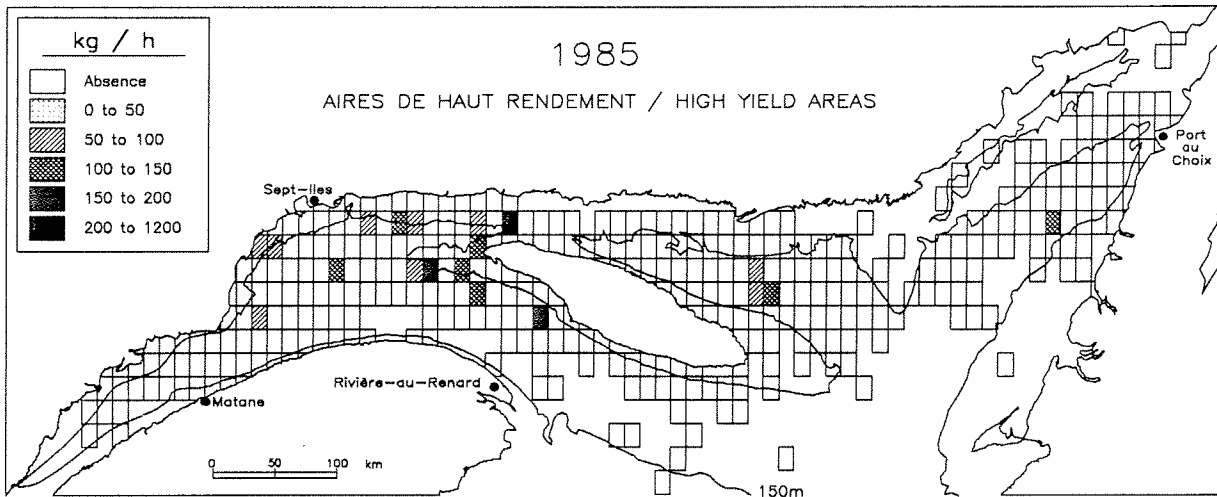 kg / h
Absence
0 to 50
50 to 100
100 to 150
150 to 200
200 to 1200
1985
AIRES DE HAUT RENDEMENT / HIGH YIELD AREAS
Port
au
Choix
Sept-Iles
Rivière-au-Renard
Matane
0 50 100 km
150m